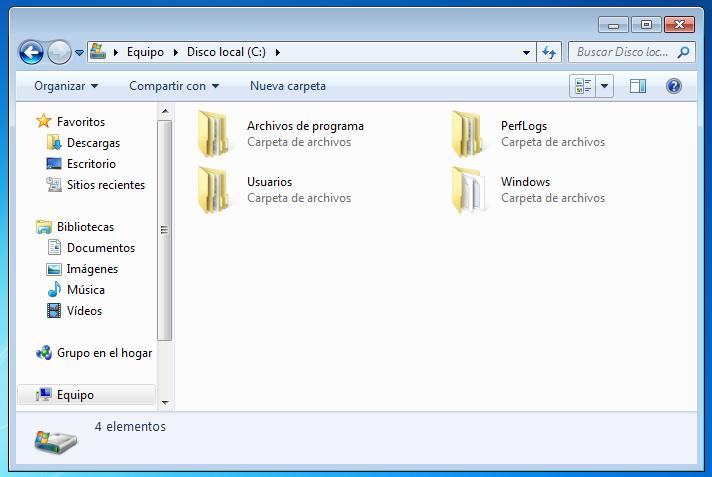 Equipo Disco local (C:) Buscar Disco loc...
Organizar Compartir con Nueva carpeta
Favoritos
Descargas
Escritorio
Sitios recientes
Bibliotecas
Documentos
Imágenes
Música
Vídeos
Grupo en el hogar
Equipo
Archivos de programa
Carpeta de archivos
PerfLogs
Carpeta de archivos
Usuarios
Carpeta de archivos
Windows
Carpeta de archivos
4 elementos